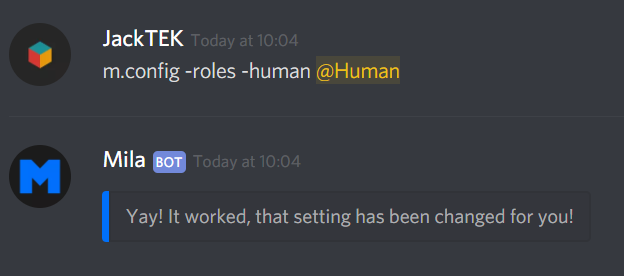 JackTEK Today at 10:04
m.config -roles -human @Human
M
Mila BOT Today at 10:04
Yay! It worked, that setting has been changed for you!